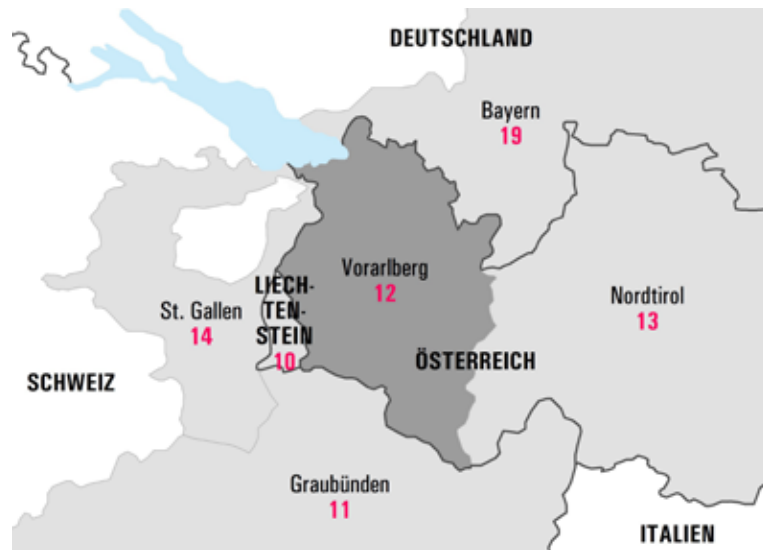 DEUTSCHLAND
Bayern
19
Vorarlberg
12
LIECH-
TEN-
STEIN
10
St. Gallen
14
Nordtirol
13
ÖSTERREICH
SCHWEIZ
Graubünden
11
ITALIEN